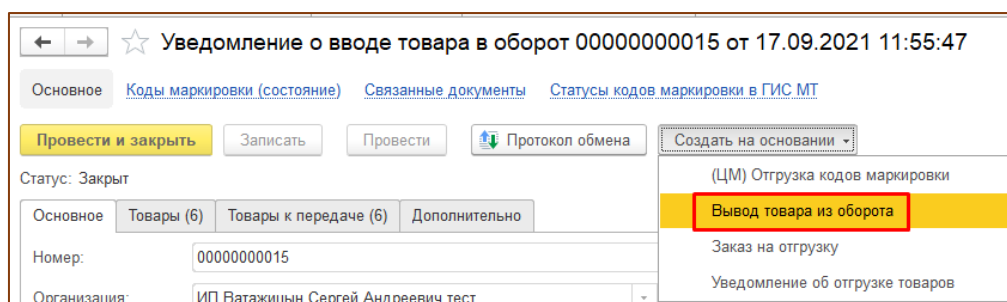 Уведомление о вводе товара в оборот 00000000015 от 17.09.2021 11:55:47
Основное Коды маркировки (состояние) Связанные документы Статусы кодов маркировки в ГИС МТ
Провести и закрыть Записать Провести Протокол обмена Создать на основании
Статус: Закрыт
(ЦМ) Отгрузка кодов маркировки
Основное Товары (6) Товары к передаче (6) Дополнительно
Вывод товара из оборота
Номер: 00000000015
Заказ на отгрузку
Уведомление об отгрузке товаров
Организация: ИП Ватажицын Сергей Андреевич тест